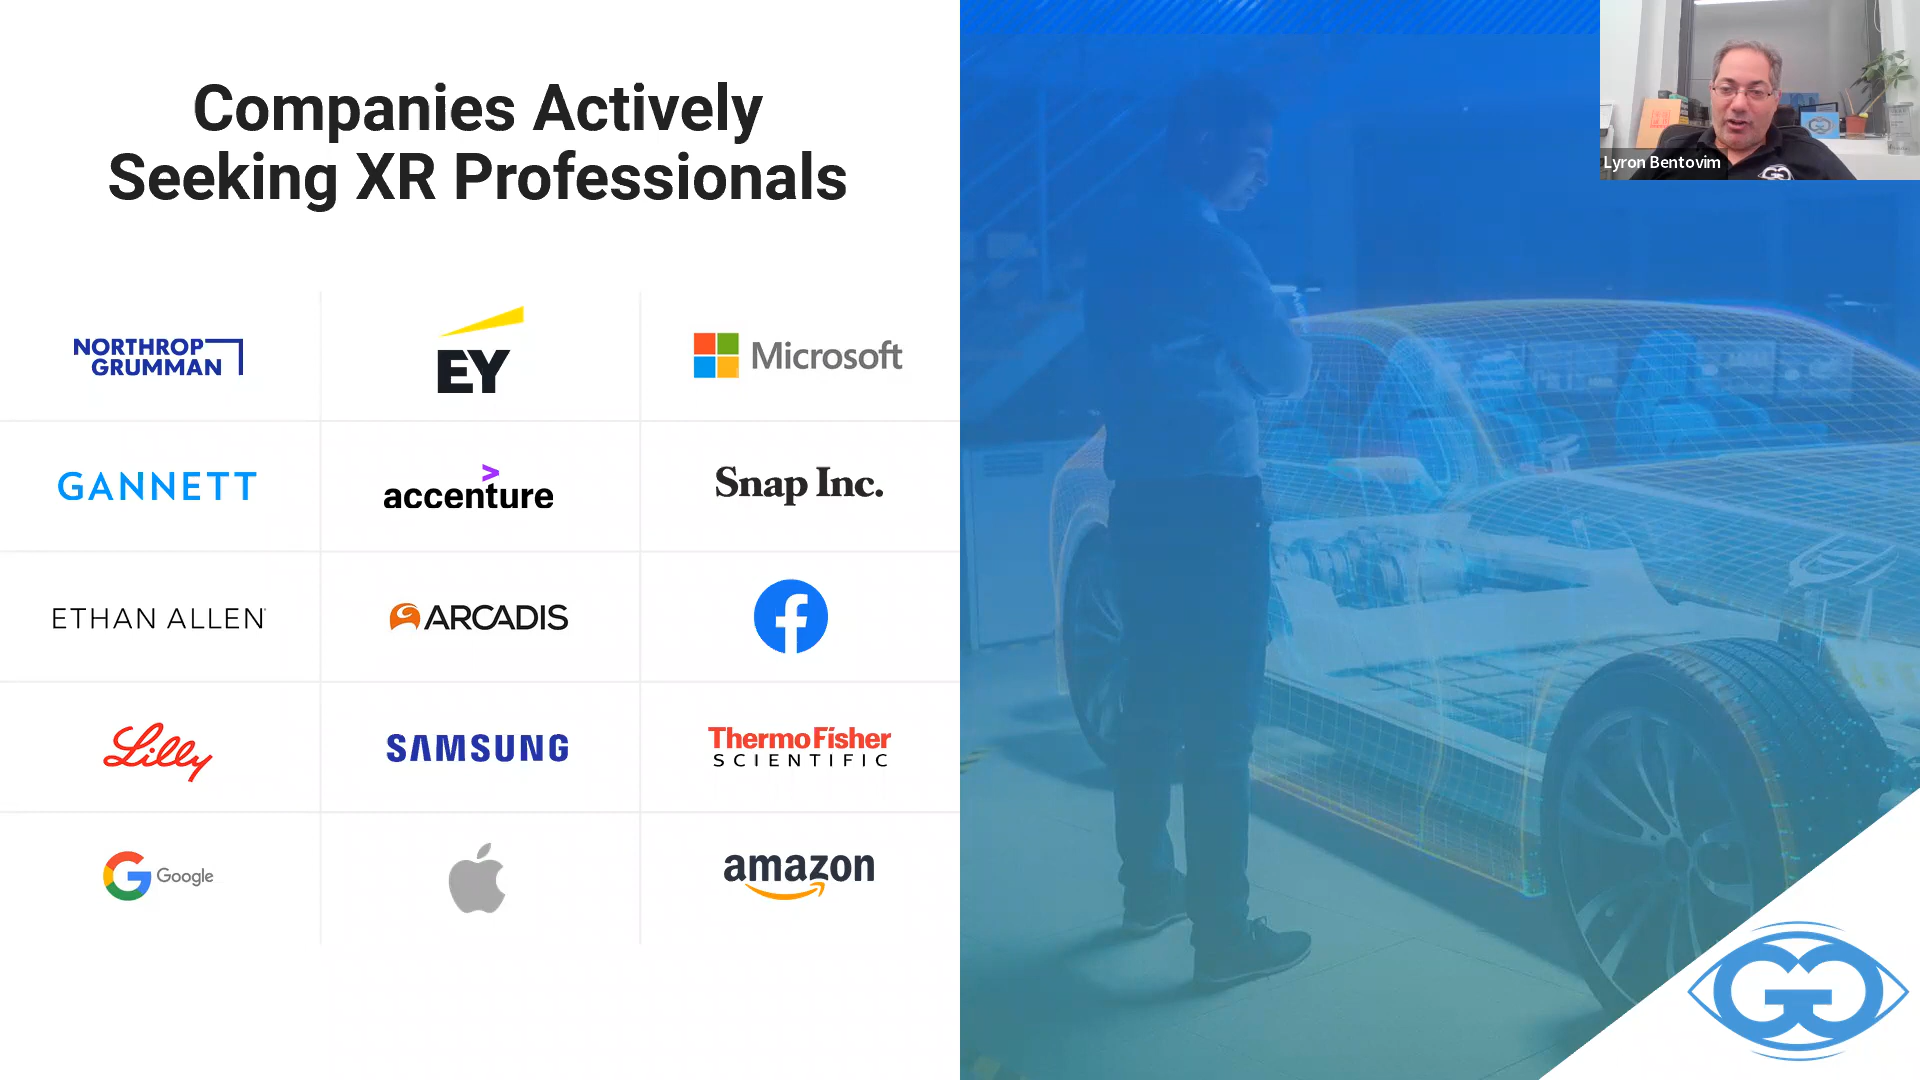 Companies Actively
Seeking XR Professionals
Lyron Bentovim
NORTHROP
GRUMMAN
EY
Microsoft
GANNETT
accenture
Snap Inc.
ETHAN ALLEN
ARCADIS
f
Lilly
SAMSUNG
ThermoFisher
SCIENTIFIC
G Google
amazon
GG